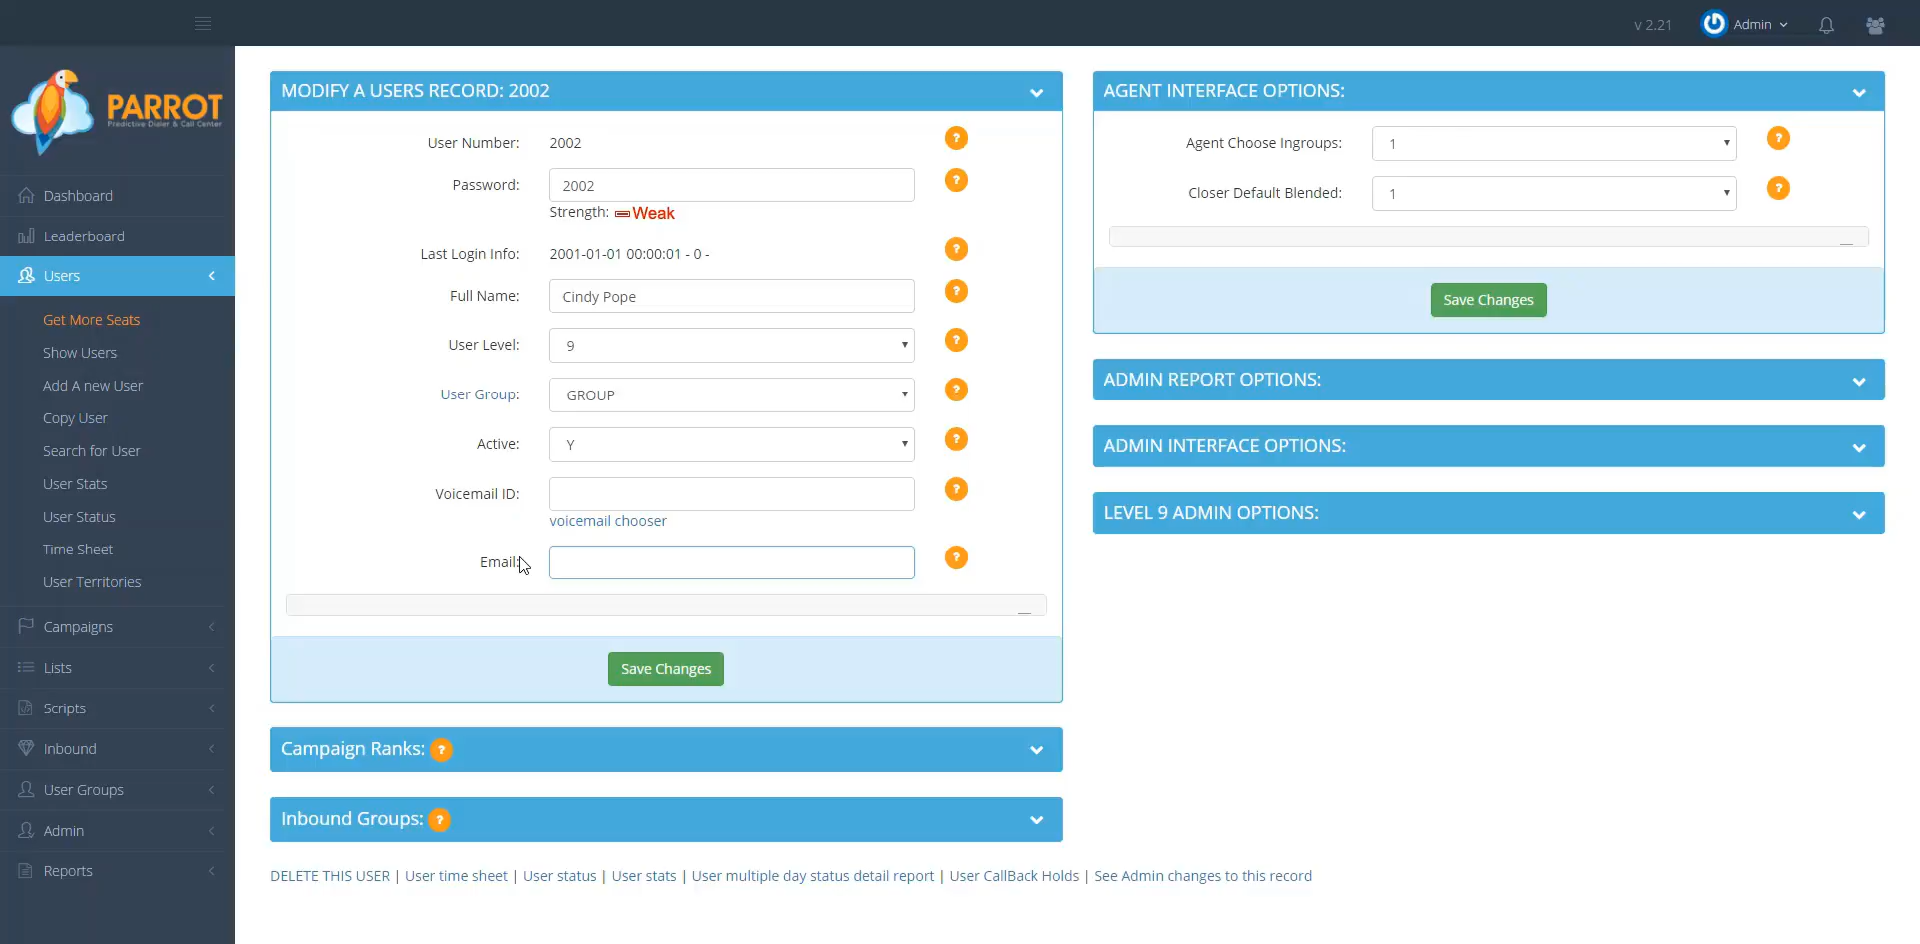 v 2.21
Admin
PARROT
Predictive Dialer & Call Center
Dashboard
Leaderboard
Users
Get More Seats
Show Users
Add A new User
Copy User
Search for User
User Stats
User Status
Time Sheet
User Territories
Campaigns
Lists
Scripts
Inbound
User Groups
Admin
Reports
MODIFY A USERS RECORD: 2002
User Number: 2002 ?
Password: 2002 ?
Strength: Weak
Last Login Info: 2001-01-01 00:00:01 - 0 - ?
Full Name: Cindy Pope ?
User Level: 9 ?
User Group: GROUP ?
Active: Y ?
Voicemail ID: ?
voicemail chooser
Email: ?
Save Changes
Campaign Ranks: ?
Inbound Groups: ?
DELETE THIS USER | User time sheet | User status | User stats | User multiple day status detail report | User CallBack Holds | See Admin changes to this record
AGENT INTERFACE OPTIONS:
Agent Choose Ingroups: 1 ?
Closer Default Blended: 1 ?
Save Changes
ADMIN REPORT OPTIONS:
ADMIN INTERFACE OPTIONS:
LEVEL 9 ADMIN OPTIONS: